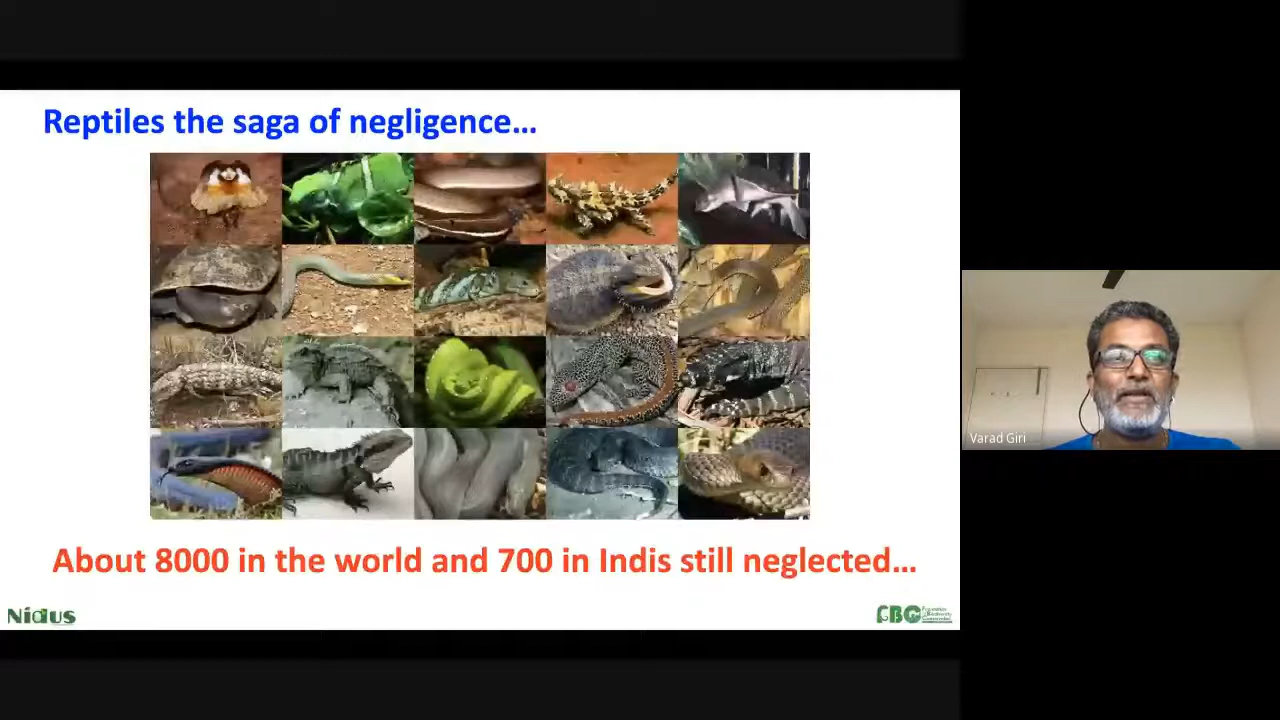 Reptiles the saga of negligence...
Varad Giri
About 8000 in the world and 700 in Indis still neglected...
Nidus